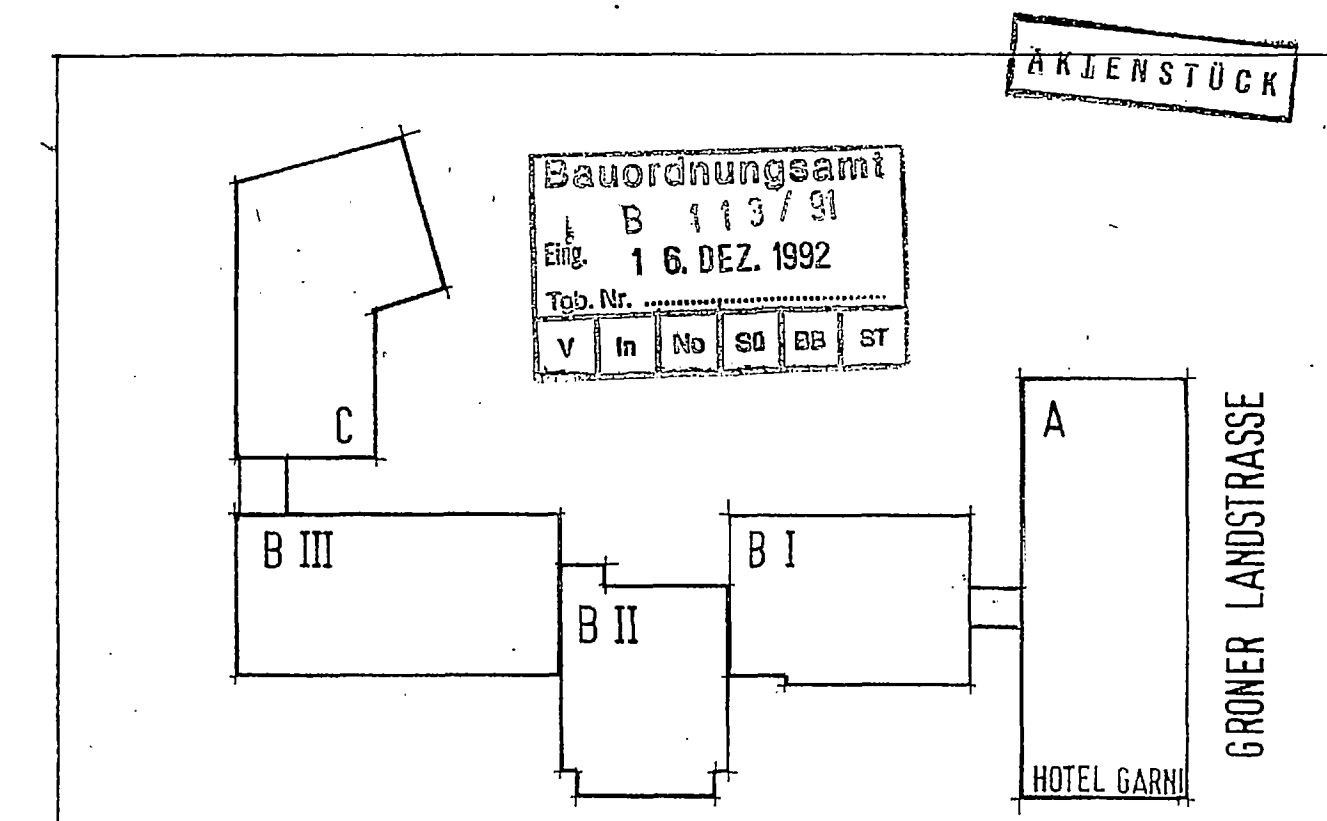 AKTENSTÜCK
Bauordnungsamt
B 113 / 91
Eing. 16. DEZ. 1992
Tgb. Nr. ........................
V In No Sü BB ST
C
A
B III
B I
B II
GRONER LANDSTRASSE
HOTEL GARNI